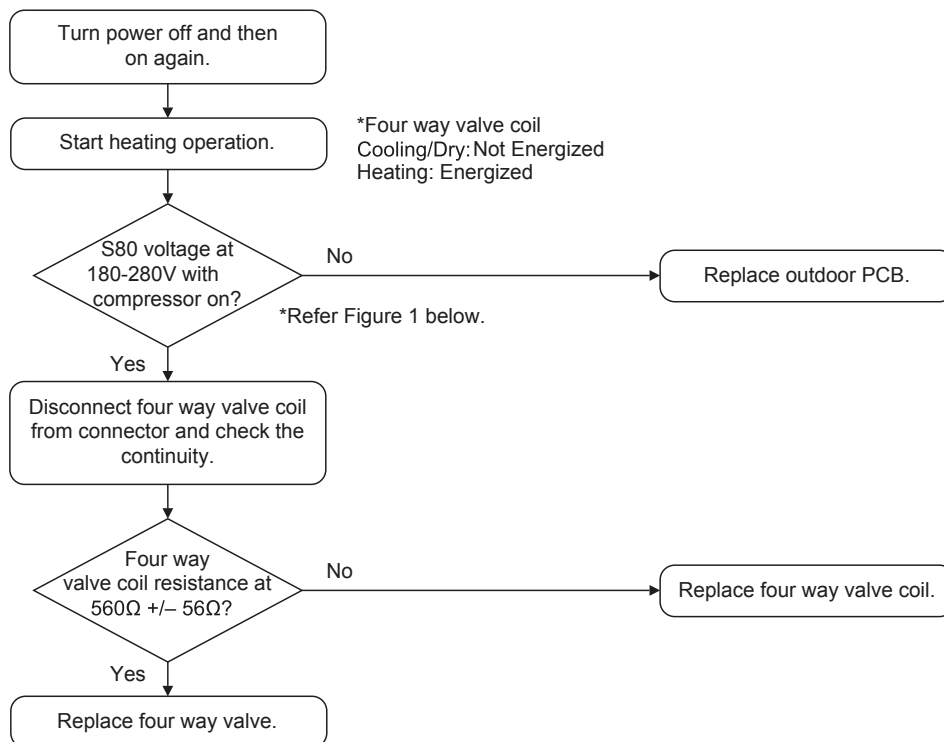 Turn power off and then
on again.
Start heating operation.
*Four way valve coil
Cooling/Dry: Not Energized
Heating: Energized
S80 voltage at
180-280V with
compressor on?
No
Replace outdoor PCB.
*Refer Figure 1 below.
Yes
Disconnect four way valve coil
from connector and check the
continuity.
Four way
valve coil resistance at
560Ω +/– 56Ω?
No
Replace four way valve coil.
Yes
Replace four way valve.